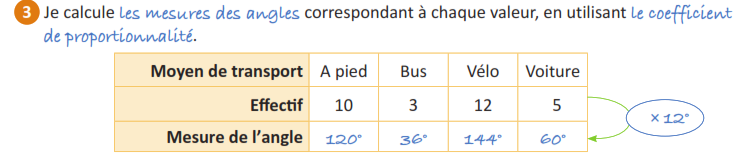 3 Je calcule les mesures des angles correspondant à chaque valeur, en utilisant le coefficient
de proportionnalité.
Moyen de transport A pied Bus Vélo Voiture
Effectif 10 3 12 5
× 12°
Mesure de l'angle 120° 36° 144° 60°